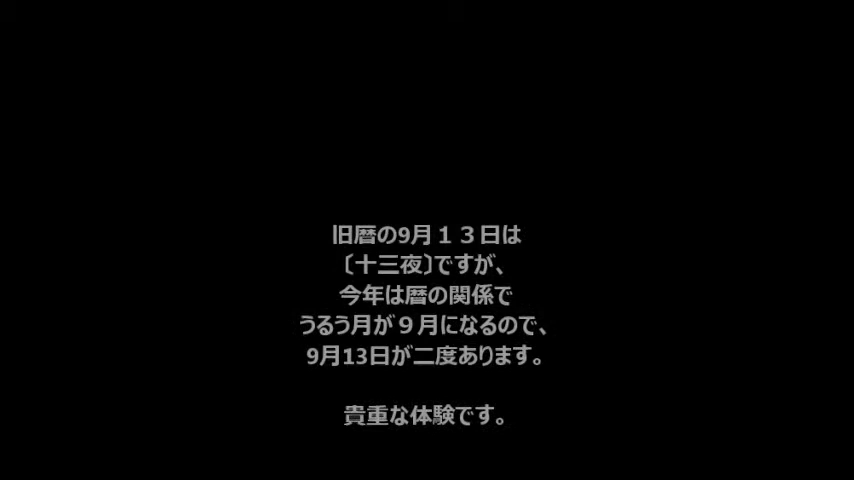 旧暦の9月１３日は
〔十三夜〕ですが、
今年は暦の関係で
うるう月が９月になるので、
9月13日が二度あります。
貴重な体験です。